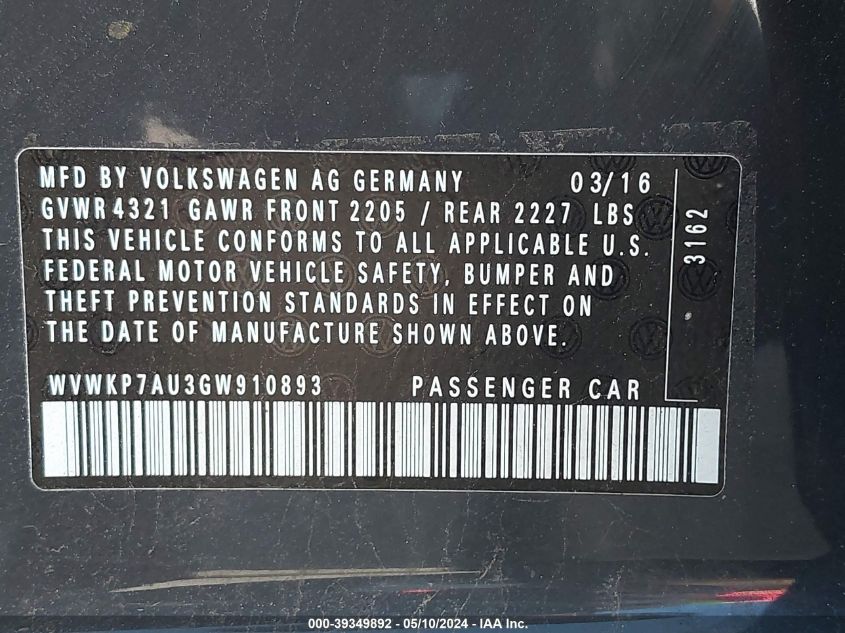 MFD BY VOLKSWAGEN AG GERMANY 03/16
GVWR 4321 GAWR FRONT 2205 / REAR 2227 LBS
THIS VEHICLE CONFORMS TO ALL APPLICABLE U.S.
FEDERAL MOTOR VEHICLE SAFETY, BUMPER AND
THEFT PREVENTION STANDARDS IN EFFECT ON
THE DATE OF MANUFACTURE SHOWN ABOVE.
WVWKP7AU3GW910893 PASSENGER CAR
3162
000-39349892 - 05/10/2024 - IAA Inc.